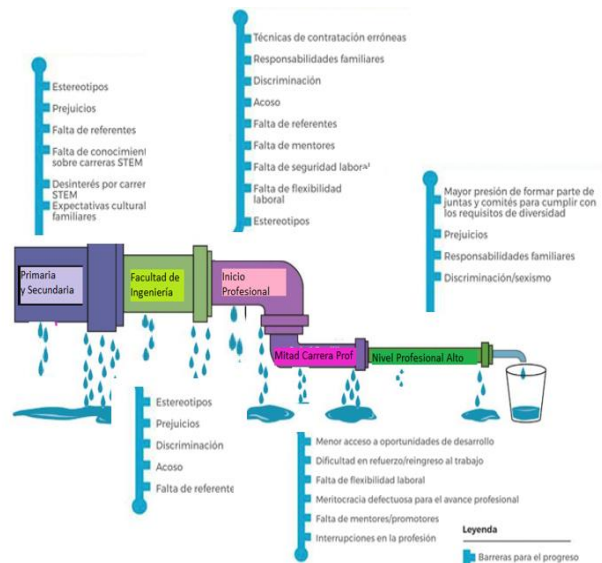 Técnicas de contratación erróneas
Responsabilidades familiares
Discriminación
Acoso
Falta de referentes
Falta de mentores
Falta de seguridad laboral
Falta de flexibilidad
laboral
Estereotipos
Estereotipos
Prejuicios
Falta de referentes
Falta de conocimient
sobre carreras STEM
Desinterés por carrer
STEM
Expectativas cultural
familiares
Mayor presión de formar parte de
juntas y comités para cumplir con
los requisitos de diversidad
Prejuicios
Responsabilidades familiares
Discriminación/sexismo
Primaria
y Secundaria
Facultad de
Ingeniería
Inicio
Profesional
Mitad Carrera Prof
Nivel Profesional Alto
Estereotipos
Prejuicios
Discriminación
Acoso
Falta de referente
Menor acceso a oportunidades de desarrollo
Dificultad en refuerzo/reingreso al trabajo
Falta de flexibilidad laboral
Meritocracia defectuosa para el avance profesional
Falta de mentores/promotores
Interrupciones en la profesión
Leyenda
Barreras para el progreso